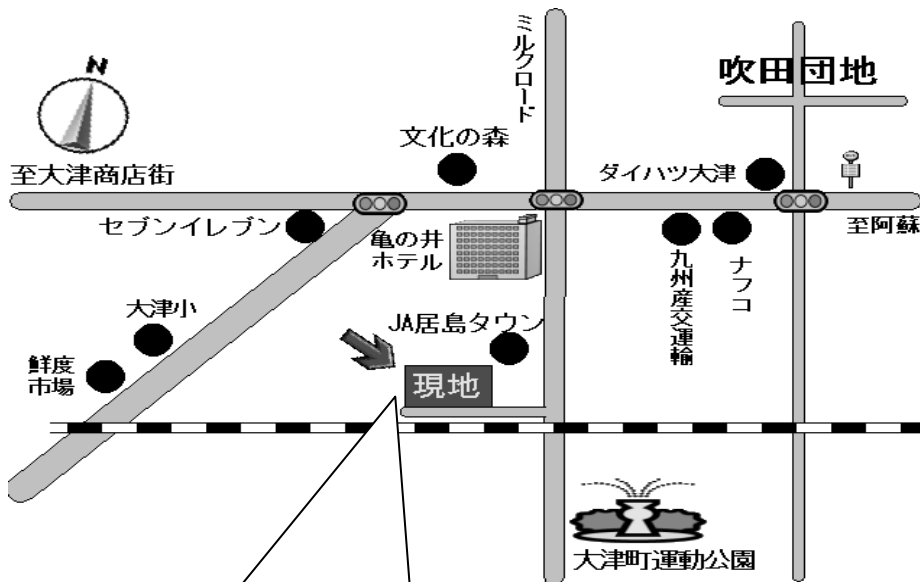 N
ミルクロード
吹田団地
文化の森
至大津商店街
ダイハツ大津
セブンイレブン
亀の井
ホテル
至阿蘇
九州産交運輸
ナフコ
大津小
JA居島タウン
鮮度
市場
現地
大津町運動公園